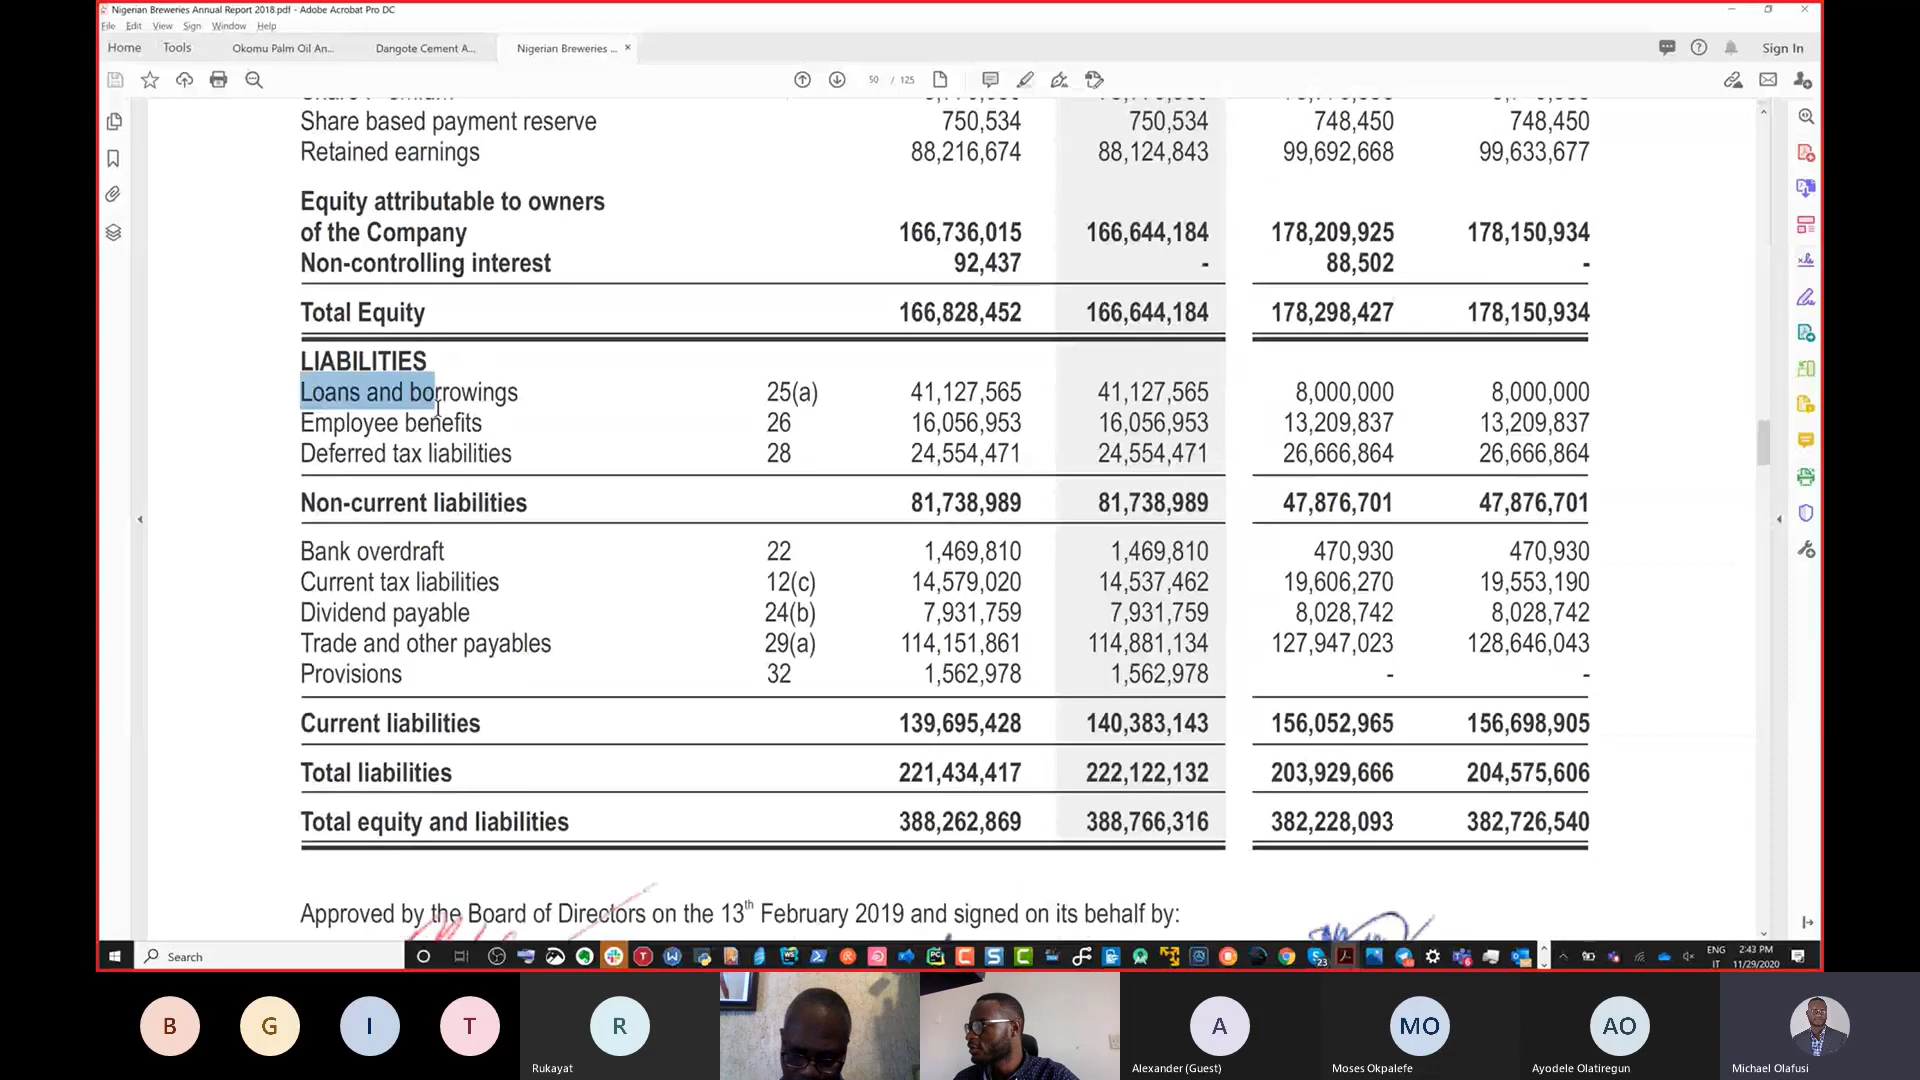 Nigerian Breweries Annual Report 2018.pdf - Adobe Acrobat Pro DC
File Edit View Sign Window Help
Home Tools Okomu Palm Oil An... Dangote Cement A... Nigerian Breweries ... × Sign In
50 / 125
Share based payment reserve 750,534 750,534 748,450 748,450
Retained earnings 88,216,674 88,124,843 99,692,668 99,633,677
Equity attributable to owners
of the Company 166,736,015 166,644,184 178,209,925 178,150,934
Non-controlling interest 92,437 - 88,502 -
Total Equity 166,828,452 166,644,184 178,298,427 178,150,934
LIABILITIES
Loans and borrowings 25(a) 41,127,565 41,127,565 8,000,000 8,000,000
Employee benefits 26 16,056,953 16,056,953 13,209,837 13,209,837
Deferred tax liabilities 28 24,554,471 24,554,471 26,666,864 26,666,864
Non-current liabilities 81,738,989 81,738,989 47,876,701 47,876,701
Bank overdraft 22 1,469,810 1,469,810 470,930 470,930
Current tax liabilities 12(c) 14,579,020 14,537,462 19,606,270 19,553,190
Dividend payable 24(b) 7,931,759 7,931,759 8,028,742 8,028,742
Trade and other payables 29(a) 114,151,861 114,881,134 127,947,023 128,646,043
Provisions 32 1,562,978 1,562,978 - -
Current liabilities 139,695,428 140,383,143 156,052,965 156,698,905
Total liabilities 221,434,417 222,122,132 203,929,666 204,575,606
Total equity and liabilities 388,262,869 388,766,316 382,228,093 382,726,540
Approved by the Board of Directors on the 13th February 2019 and signed on its behalf by:
Search
ENG 2:43 PM
IT 11/29/2020
B G I T R A MO AO
Rukayat Alexander (Guest) Moses Okpalefe Ayodele Olatiregun Michael Olafusi